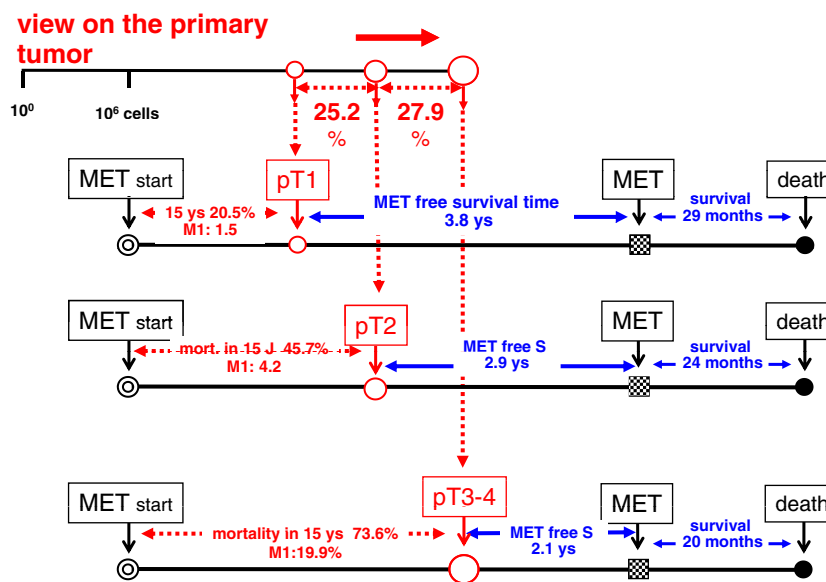 view on the primary
tumor
10⁰
10⁶ cells
25.2
%
27.9
%
MET start
pT1
MET
death
15 ys 20.5%
M1: 1.5
MET free survival time
3.8 ys
survival
29 months
MET start
pT2
MET
death
mort. in 15 J 45.7%
M1: 4.2
MET free S
2.9 ys
survival
24 months
MET start
pT3-4
MET
death
mortality in 15 ys 73.6%
M1:19.9%
MET free S
2.1 ys
survival
20 months